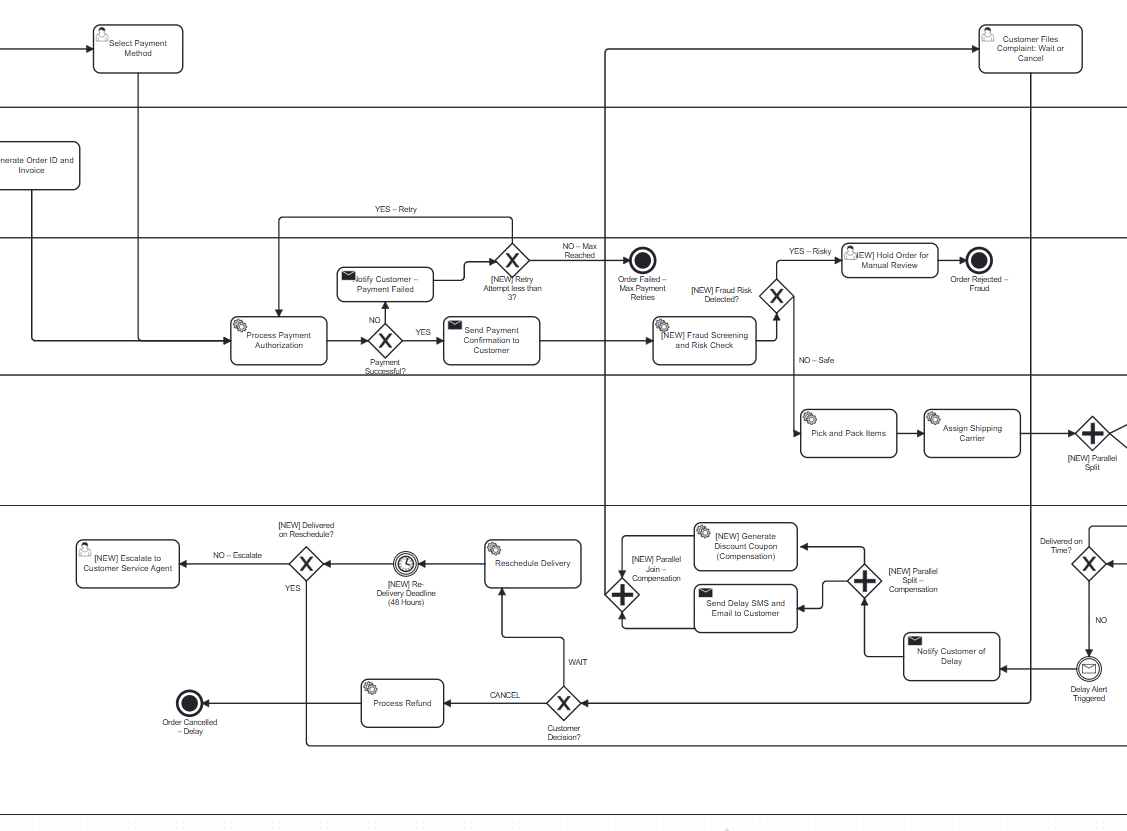 Select Payment
Method
Customer Files
Complaint: Wait or
Cancel
nerate Order ID and
Invoice
YES – Retry
NO – Max
Reached
[NEW] Retry
Attempt less than
3?
Notify Customer –
Payment Failed
Order Failed –
Max Payment
Retries
YES – Risky
NEW] Hold Order for
Manual Review
Order Rejected –
Fraud
[NEW] Fraud Risk
Detected?
Process Payment
Authorization
NO
YES
Payment
Successful?
Send Payment
Confirmation to
Customer
[NEW] Fraud Screening
and Risk Check
NO – Safe
Pick and Pack Items
Assign Shipping
Carrier
[NEW] Parallel
Split
[NEW] Escalate to
Customer Service Agent
NO – Escalate
[NEW] Delivered
on Reschedule?
YES
[NEW] Re-
Delivery Deadline
(48 Hours)
Reschedule Delivery
[NEW] Parallel
Join –
Compensation
[NEW] Generate
Discount Coupon
(Compensation)
Send Delay SMS and
Email to Customer
[NEW] Parallel
Split –
Compensation
Delivered on
Time?
NO
Notify Customer of
Delay
Delay Alert
Triggered
WAIT
CANCEL
Customer
Decision?
Process Refund
Order Cancelled
– Delay